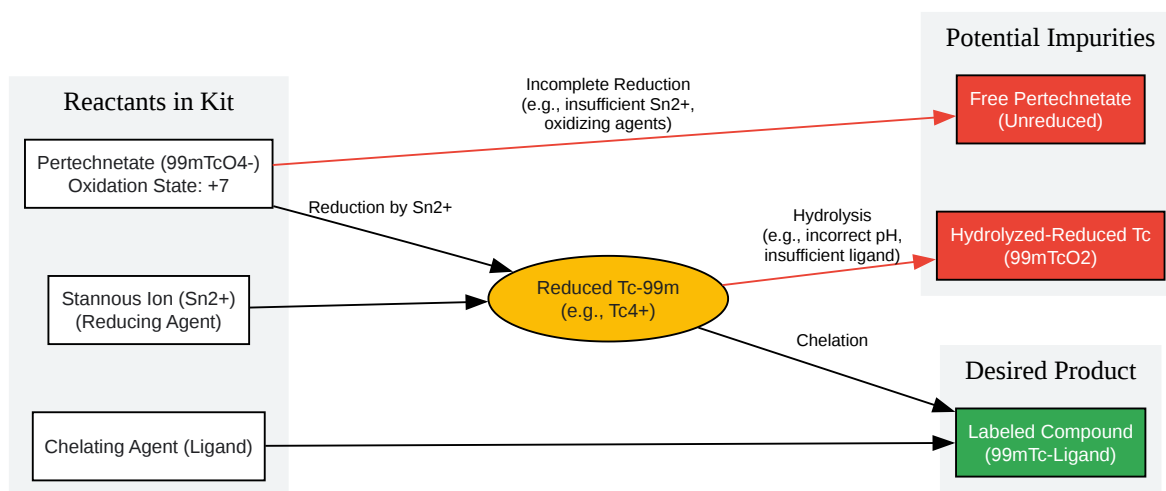 Potential Impurities
Reactants in Kit
Incomplete Reduction
(e.g., insufficient Sn2+,
oxidizing agents)
Free Pertechnetate
(Unreduced)
Pertechnetate (99mTcO4-)
Oxidation State: +7
Reduction by Sn2+
Hydrolysis
(e.g., incorrect pH,
insufficient ligand)
Hydrolyzed-Reduced Tc
(99mTcO2)
Stannous Ion (Sn2+)
(Reducing Agent)
Reduced Tc-99m
(e.g., Tc4+)
Chelation
Desired Product
Chelating Agent (Ligand)
Labeled Compound
(99mTc-Ligand)